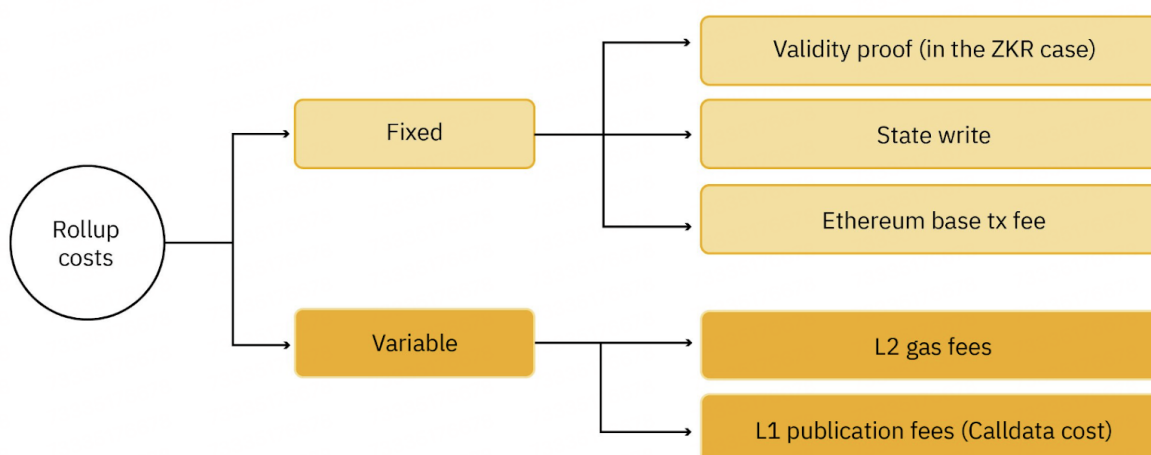 Rollup
costs
Fixed
Validity proof (in the ZKR case)
State write
Ethereum base tx fee
Variable
L2 gas fees
L1 publication fees (Calldata cost)